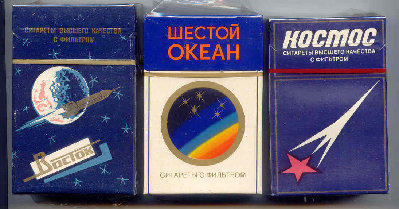 СИГАРЕТЫ ВЫСШЕГО КАЧЕСТВА
С ФИЛЬТРОМ
Восток
ШЕСТОЙ
ОКЕАН
СИГАРЕТЫ С ФИЛЬТРОМ
КОСМОС
СИГАРЕТЫ ВЫСШЕГО КАЧЕСТВА
С ФИЛЬТРОМ